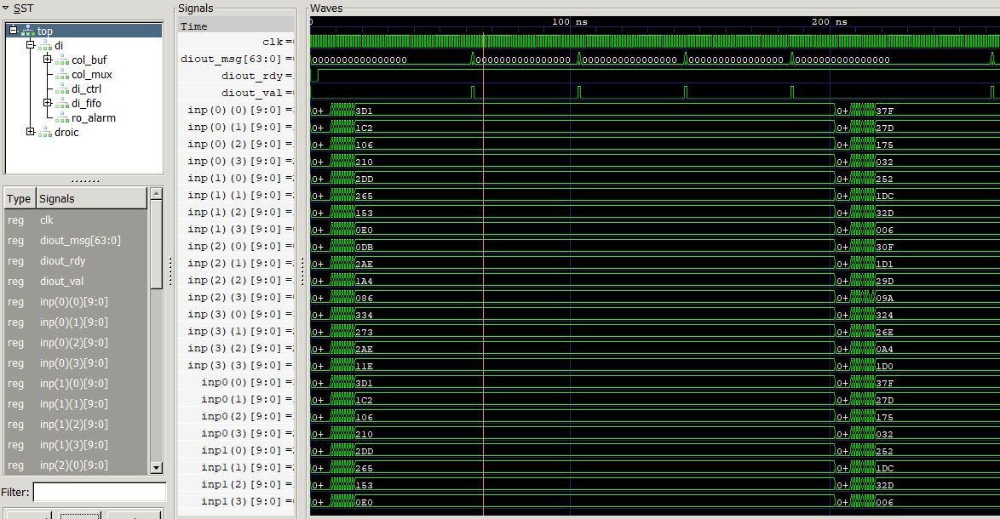 SST
top
di
col_buf
col_mux
di_ctrl
di_fifo
ro_alarm
droic
Type Signals
reg clk
reg diout_msg[63:0]
reg diout_rdy
reg diout_val
reg inp(0)(0)[9:0]
reg inp(0)(1)[9:0]
reg inp(0)(2)[9:0]
reg inp(0)(3)[9:0]
reg inp(1)(0)[9:0]
reg inp(1)(1)[9:0]
reg inp(1)(2)[9:0]
reg inp(1)(3)[9:0]
reg inp(2)(0)[9:0]
Filter:
Signals
Waves
Time
100 ns 200 ns
clk=
diout_msg[63:0]= 0000000000000000 0000000000000000 0000000000000000 0000000000000000 0000000000000000
diout_rdy=
diout_val=
inp(0)(0)[9:0]= 0+ 3D1 0+ 37F
inp(0)(1)[9:0]= 0+ 1C2 0+ 27D
inp(0)(2)[9:0]= 0+ 106 0+ 175
inp(0)(3)[9:0]= 0+ 210 0+ 032
inp(1)(0)[9:0]= 0+ 2DD 0+ 252
inp(1)(1)[9:0]= 0+ 265 0+ 1DC
inp(1)(2)[9:0]= 0+ 153 0+ 32D
inp(1)(3)[9:0]= 0+ 0E0 0+ 006
inp(2)(0)[9:0]= 0+ 0DB 0+ 30F
inp(2)(1)[9:0]= 0+ 2AE 0+ 1D1
inp(2)(2)[9:0]= 0+ 1A4 0+ 29D
inp(2)(3)[9:0]= 0+ 086 0+ 09A
inp(3)(0)[9:0]= 0+ 334 0+ 324
inp(3)(1)[9:0]= 0+ 273 0+ 26E
inp(3)(2)[9:0]= 0+ 2AE 0+ 0A4
inp(3)(3)[9:0]= 0+ 11E 0+ 1D0
inp0(0)[9:0]= 0+ 3D1 0+ 37F
inp0(1)[9:0]= 0+ 1C2 0+ 27D
inp0(2)[9:0]= 0+ 106 0+ 175
inp0(3)[9:0]= 0+ 210 0+ 032
inp1(0)[9:0]= 0+ 2DD 0+ 252
inp1(1)[9:0]= 0+ 265 0+ 1DC
inp1(2)[9:0]= 0+ 153 0+ 32D
inp1(3)[9:0]= 0+ 0E0 0+ 006